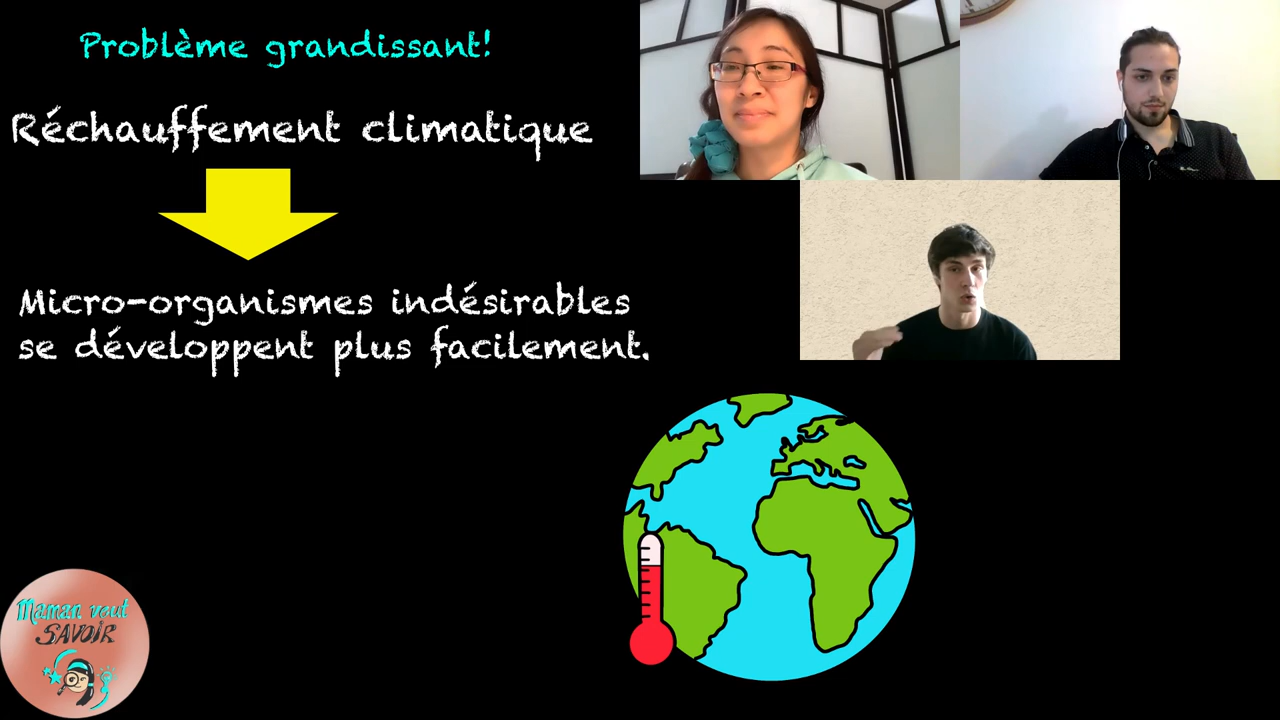 Problème grandissant!
Réchauffement climatique
Micro-organismes indésirables
se développent plus facilement.
Maman veut
SAVOIR